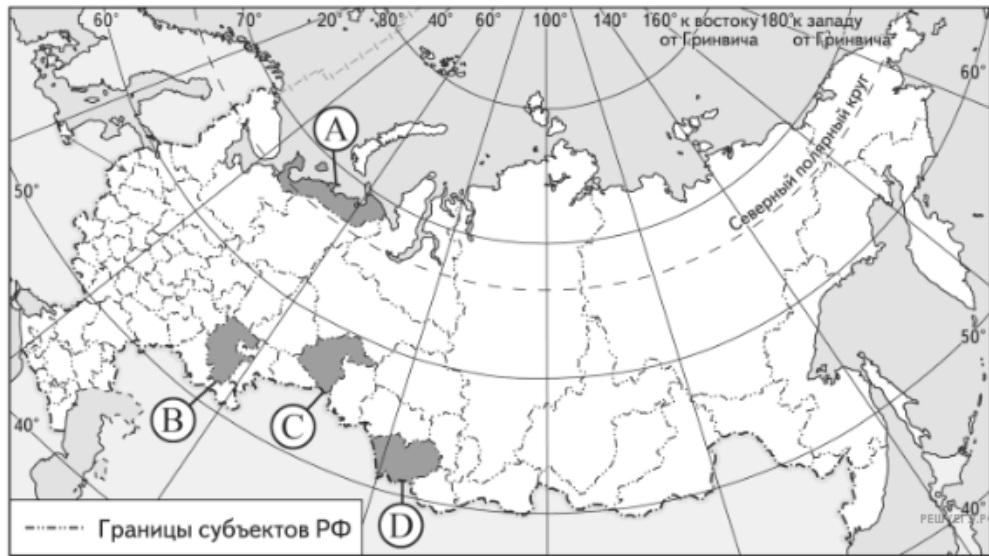 60° 70° 20° 40° 60° 100° 140° 160° к востоку 180° к западу
от Гринвича от Гринвича
60°
Северный полярный круг
A
50°
50°
B
C
40°
D
40°
Границы субъектов РФ